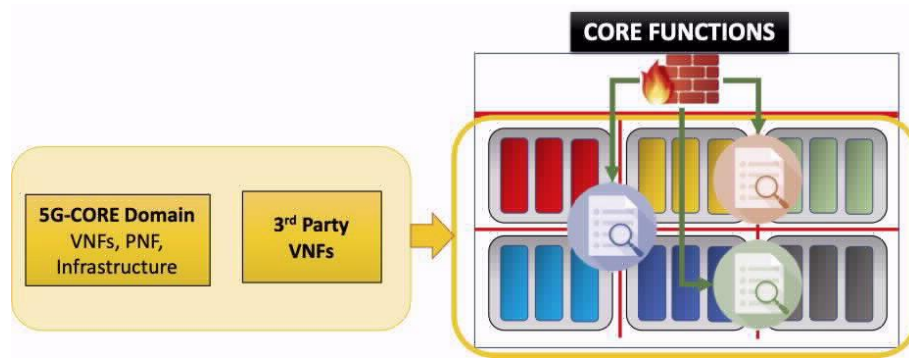 CORE FUNCTIONS
5G-CORE Domain
VNFs, PNF,
Infrastructure
3rd Party
VNFs